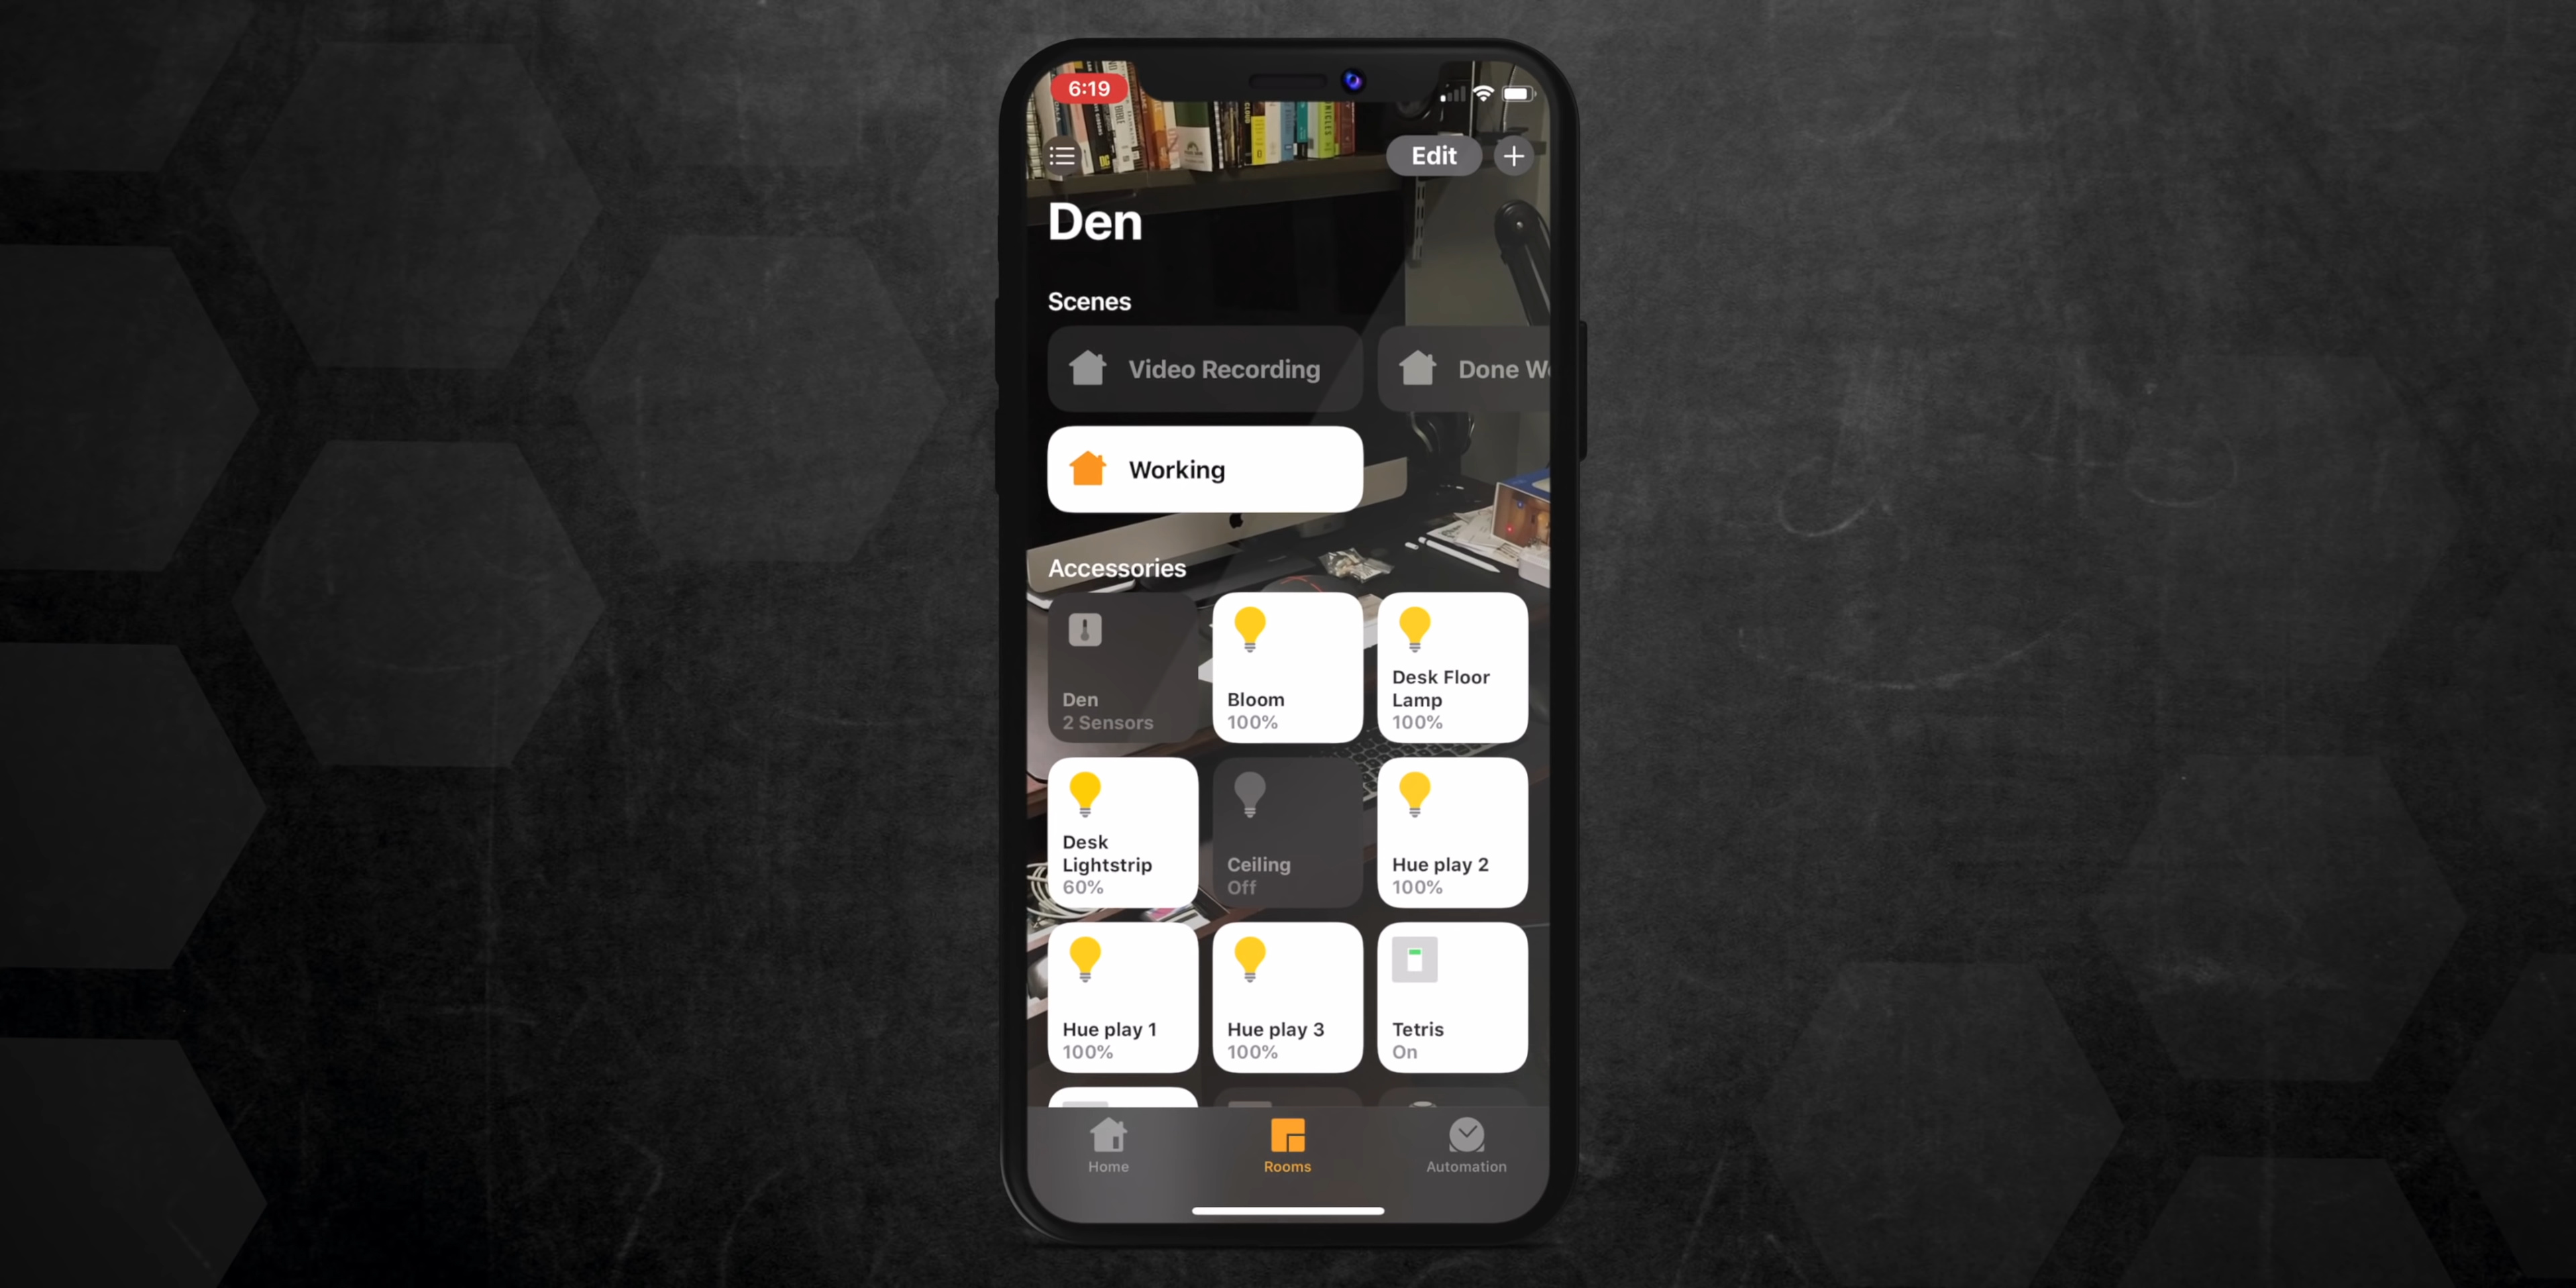 6:19
Edit
Den
Scenes
Video Recording
Done
Working
Accessories
Den
2 Sensors
Bloom
100%
Desk Floor
Lamp
100%
Desk
Lightstrip
60%
Ceiling
Off
Hue play 2
100%
Hue play 1
100%
Hue play 3
100%
Tetris
On
Home
Rooms
Automation